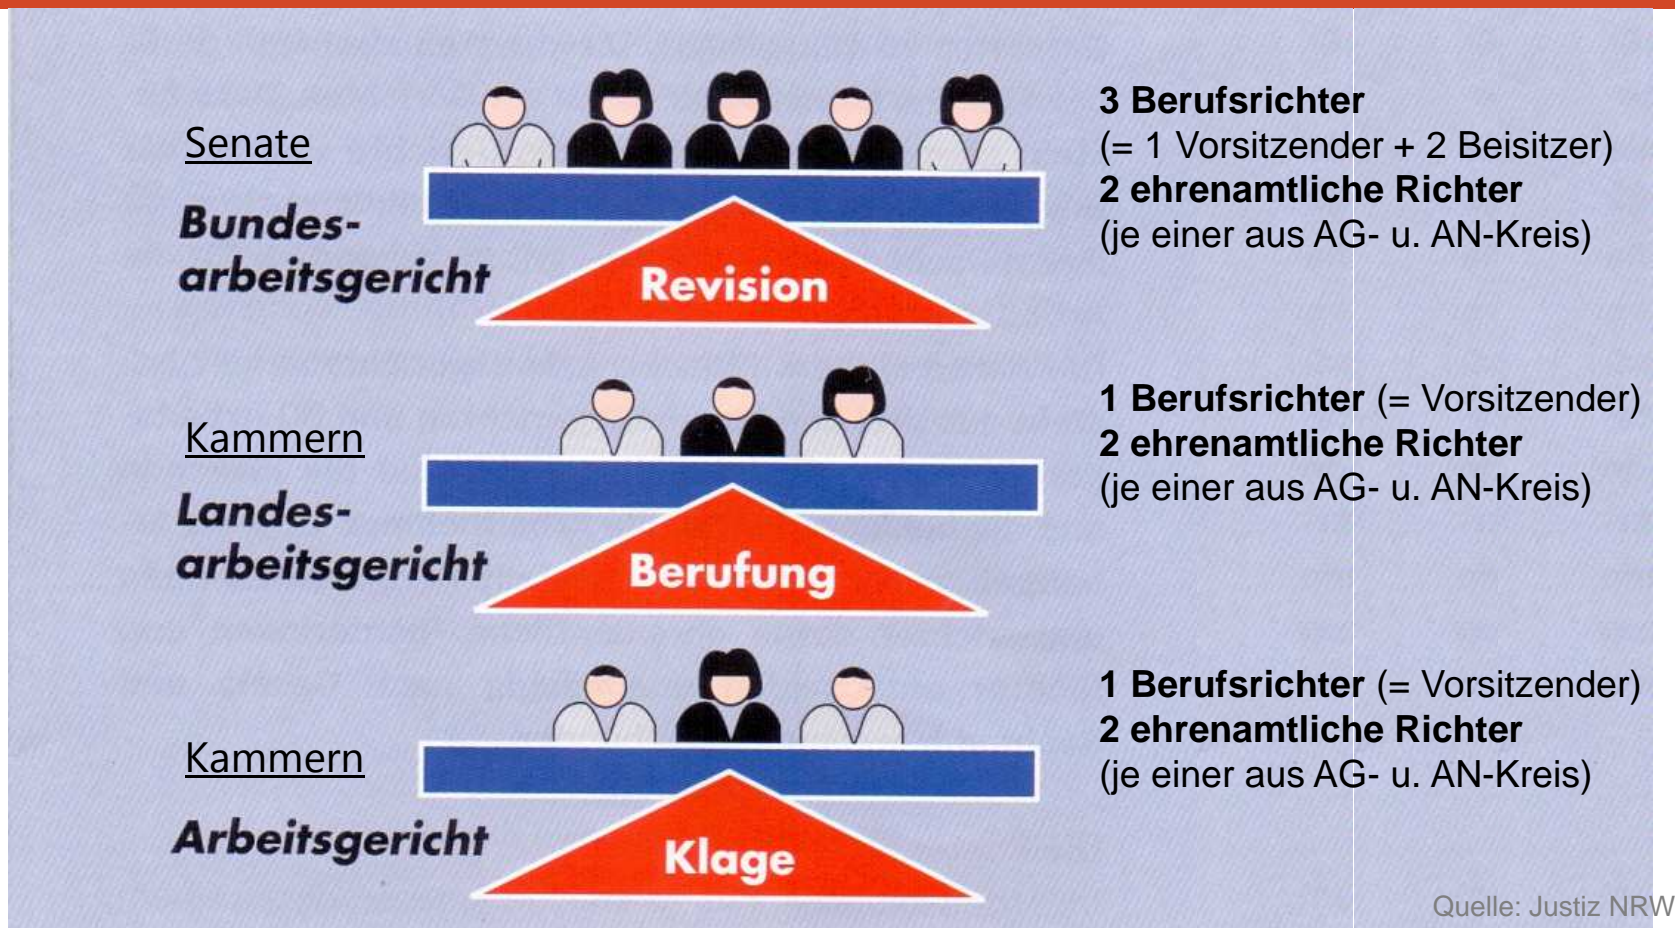 Senate
Bundes-
arbeitsgericht
Revision
3 Berufsrichter
(= 1 Vorsitzender + 2 Beisitzer)
2 ehrenamtliche Richter
(je einer aus AG- u. AN-Kreis)
Kammern
Landes-
arbeitsgericht
Berufung
1 Berufsrichter (= Vorsitzender)
2 ehrenamtliche Richter
(je einer aus AG- u. AN-Kreis)
Kammern
Arbeitsgericht
Klage
1 Berufsrichter (= Vorsitzender)
2 ehrenamtliche Richter
(je einer aus AG- u. AN-Kreis)
Quelle: Justiz NRW